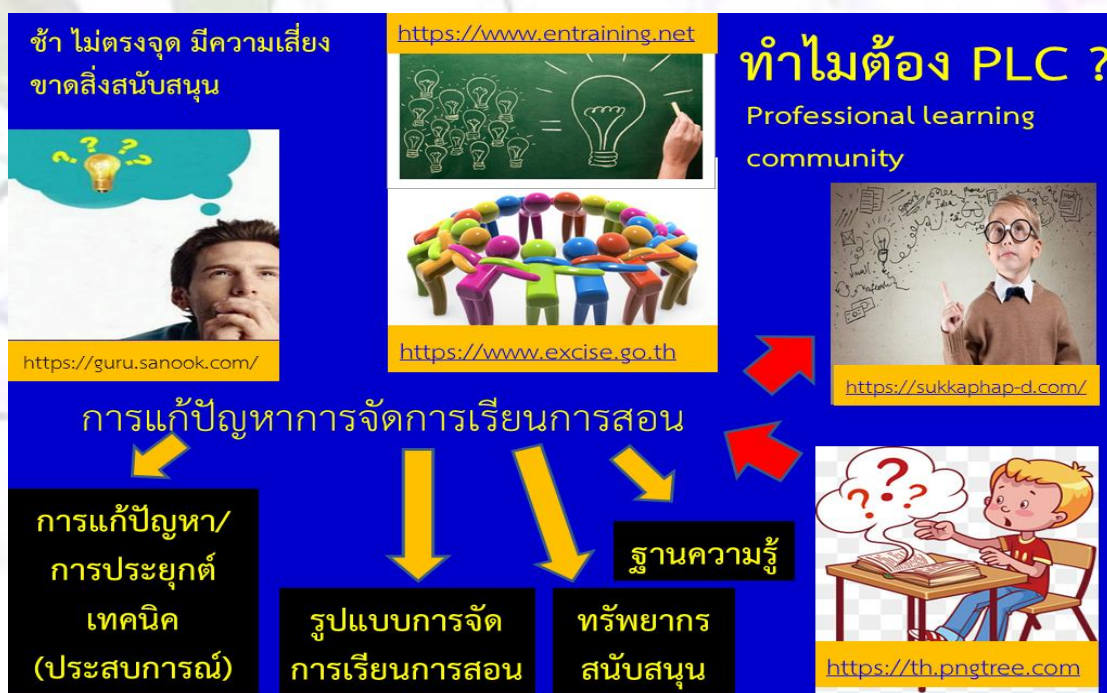 ช้า ไม่ตรงจุด มีความเสี่ยง
ขาดสิ่งสนับสนุน
https://guru.sanook.com/
https://www.entraining.net
https://www.excise.go.th
ทำไมต้อง PLC ?
Professional learning
community
https://sukkaphap-d.com/
การแก้ปัญหาการจัดการเรียนการสอน
การแก้ปัญหา/
การประยุกต์
เทคนิค
(ประสบการณ์)
รูปแบบการจัด
การเรียนการสอน
ทรัพยากร
สนับสนุน
ฐานความรู้
https://th.pngtree.com